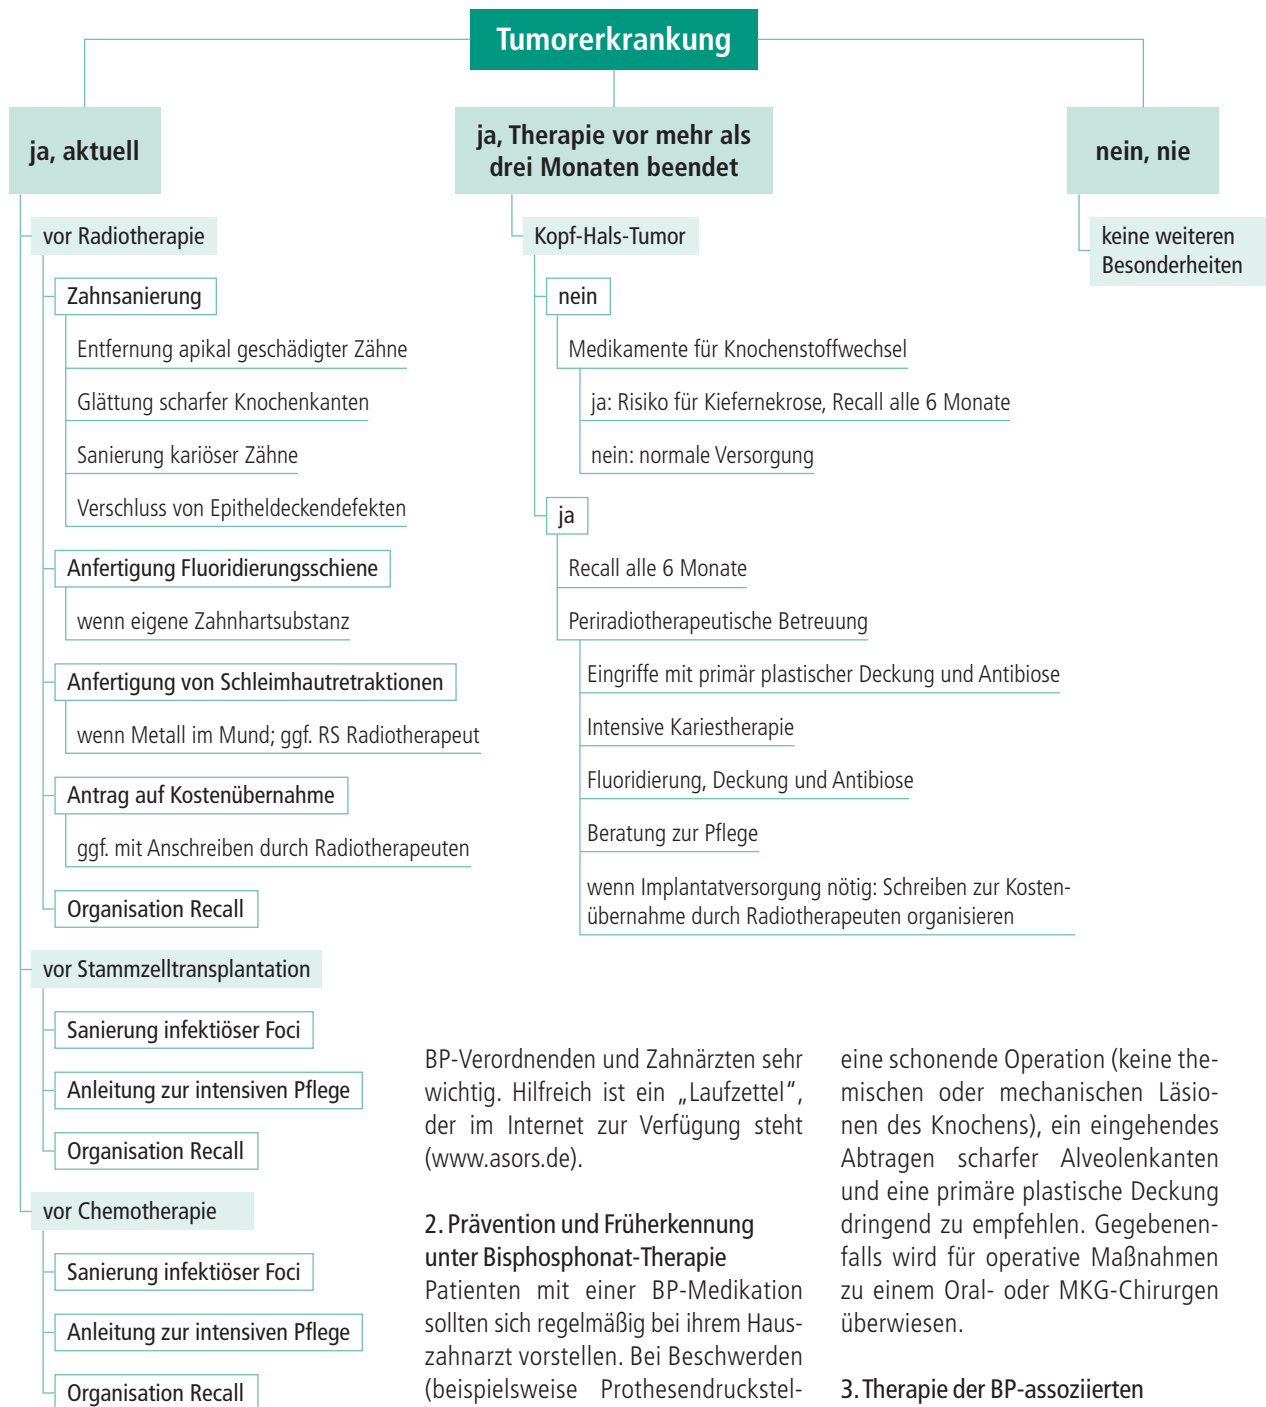 Tumorerkrankung
ja, aktuell
vor Radiotherapie
Zahnsanierung
Entfernung apikal geschädigter Zähne
Glättung scharfer Knochenkanten
Sanierung kariöser Zähne
Verschluss von Epitheldeckendefekten
Anfertigung Fluoridierungsschiene
wenn eigene Zahnhartsubstanz
Anfertigung von Schleimhautretraktionen
wenn Metall im Mund; ggf. RS Radiotherapeut
Antrag auf Kostenübernahme
ggf. mit Anschreiben durch Radiotherapeuten
Organisation Recall
vor Stammzelltransplantation
Sanierung infektiöser Foci
Anleitung zur intensiven Pflege
Organisation Recall
vor Chemotherapie
Sanierung infektiöser Foci
Anleitung zur intensiven Pflege
Organisation Recall
ja, Therapie vor mehr als
drei Monaten beendet
Kopf-Hals-Tumor
nein
Medikamente für Knochenstoffwechsel
ja: Risiko für Kiefernekrose, Recall alle 6 Monate
nein: normale Versorgung
ja
Recall alle 6 Monate
Periradiotherapeutische Betreuung
Eingriffe mit primär plastischer Deckung und Antibiose
Intensive Kariestherapie
Fluoridierung, Deckung und Antibiose
Beratung zur Pflege
wenn Implantatversorgung nötig: Schreiben zur Kosten-
übernahme durch Radiotherapeuten organisieren
nein, nie
keine weiteren
Besonderheiten
BP-Verordnenden und Zahnärzten sehr
wichtig. Hilfreich ist ein „Laufzettel",
der im Internet zur Verfügung steht
(www.asors.de).
2. Prävention und Früherkennung
unter Bisphosphonat-Therapie
Patienten mit einer BP-Medikation
sollten sich regelmäßig bei ihrem Haus-
zahnarzt vorstellen. Bei Beschwerden
(beispielsweise Prothesendruckstel-
eine schonende Operation (keine the-
mischen oder mechanischen Läsio-
nen des Knochens), ein eingehendes
Abtragen scharfer Alveolenkanten
und eine primäre plastische Deckung
dringend zu empfehlen. Gegebenen-
falls wird für operative Maßnahmen
zu einem Oral- oder MKG-Chirurgen
überwiesen.
3. Therapie der BP-assoziierten